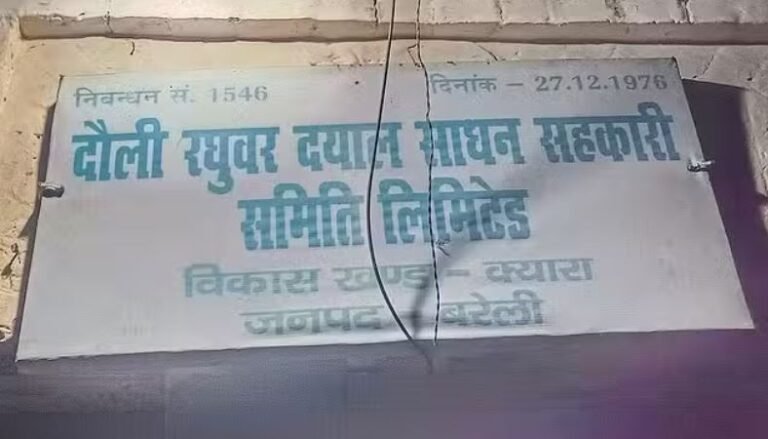 निबन्धन सं. 1546 दिनांक – 27.12.1976
दौली रघुवर दयाल साधन सहकारी
समिति लिमिटेड
विकास खण्ड – क्यारा
जनपद – बरेली